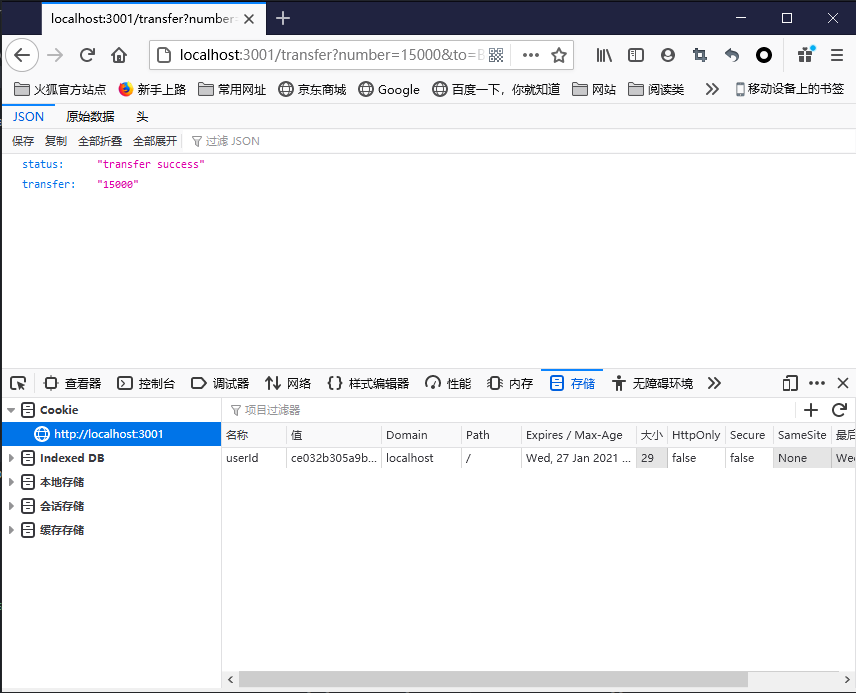 localhost:3001/transfer?number=
localhost:3001/transfer?number=15000&to=B
火狐官方站点 新手上路 常用网址 京东商城 Google 百度一下，你就知道 网站 阅读类 移动设备上的书签
JSON 原始数据 头
保存 复制 全部折叠 全部展开 过滤 JSON
status: "transfer success"
transfer: "15000"
查看器 控制台 调试器 网络 样式编辑器 性能 内存 存储 无障碍环境
Cookie 项目过滤器
http://localhost:3001
名称 值 Domain Path Expires / Max-Age 大小 HttpOnly Secure SameSite 最后
userId ce032b305a9b... localhost / Wed, 27 Jan 2021 ... 29 false false None Wed
Indexed DB
本地存储
会话存储
缓存存储